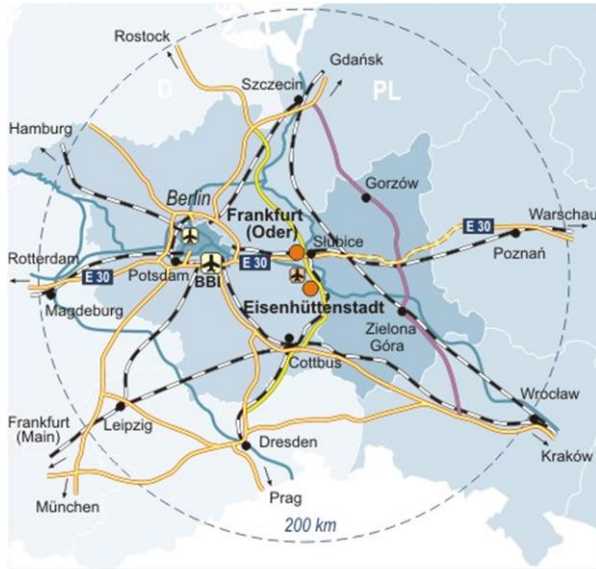 Rostock
Gdańsk
D
PL
Szczecin
Hamburg
Berlin
Gorzów
Frankfurt
(Oder)
Słubice
Warschau
E 30
Poznań
Rotterdam
E 30
Potsdam
BBI
E 30
Magdeburg
Eisenhüttenstadt
Zielona
Góra
Cottbus
Wrocław
Frankfurt
(Main)
Leipzig
Dresden
Kraków
München
Prag
200 km